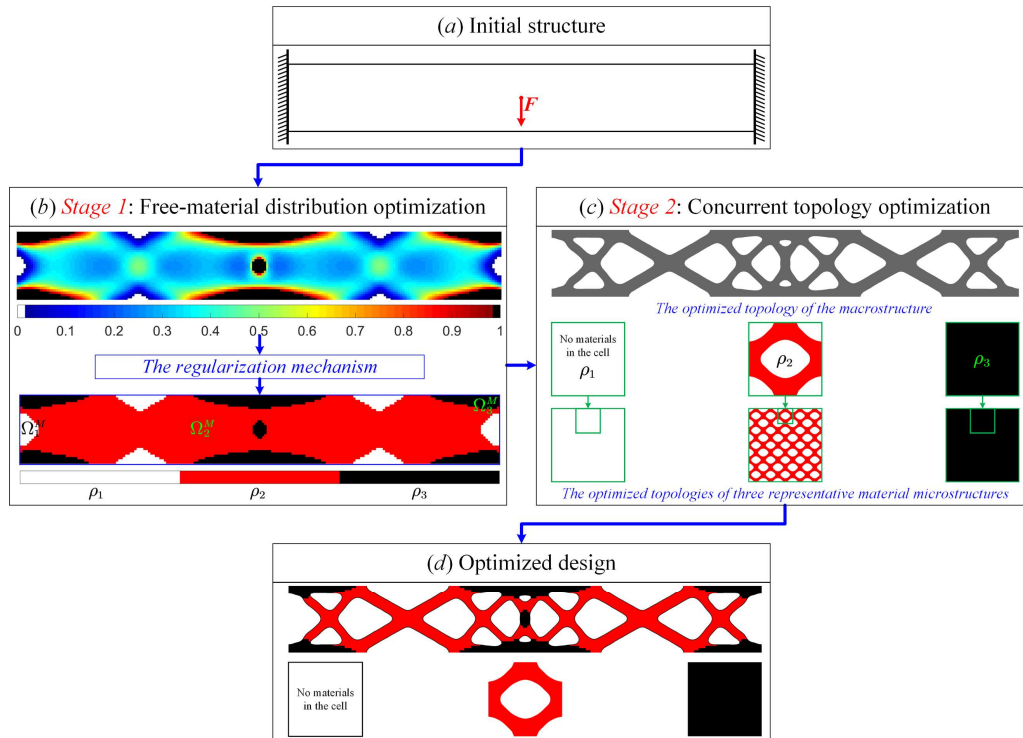 (a) Initial structure
F
(b) Stage 1: Free-material distribution optimization
0 0.1 0.2 0.3 0.4 0.5 0.6 0.7 0.8 0.9 1
The regularization mechanism
Ω₁ᴹ Ω₂ᴹ Ω₃ᴹ
ρ₁ ρ₂ ρ₃
(c) Stage 2: Concurrent topology optimization
The optimized topology of the macrostructure
No materials
in the cell
ρ₁
ρ₂
ρ₃
The optimized topologies of three representative material microstructures
(d) Optimized design
No materials
in the cell